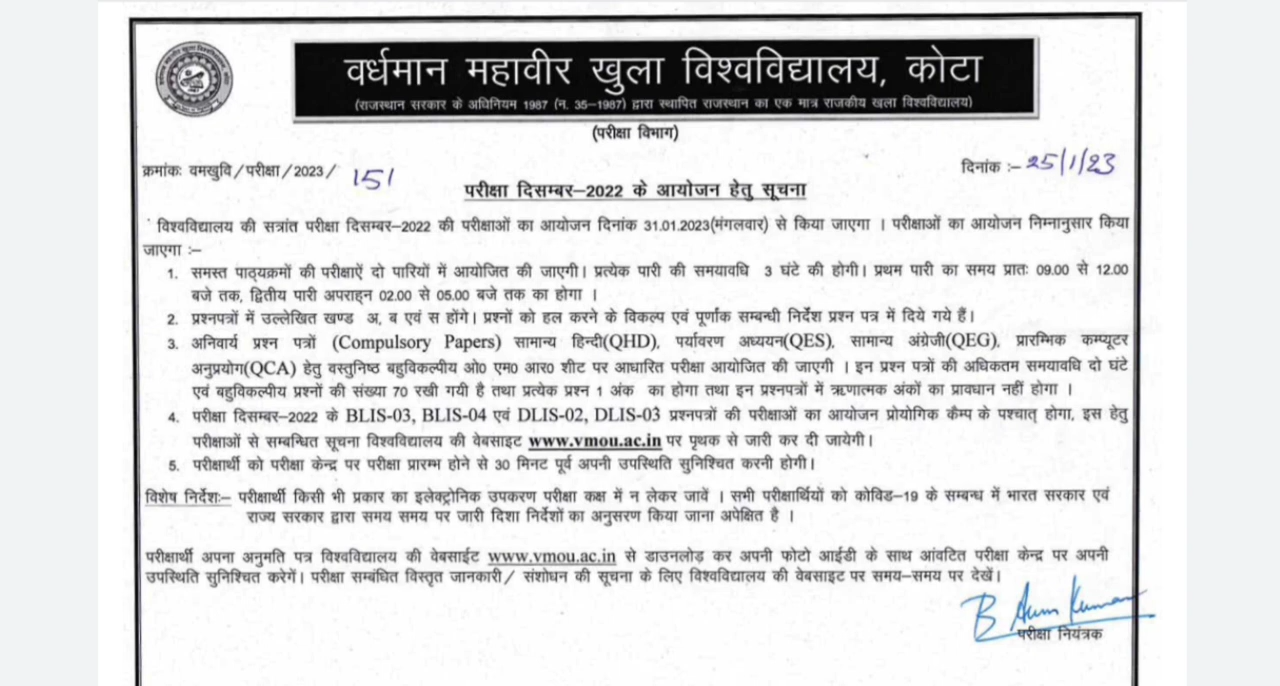 वर्धमान महावीर खुला विश्वविद्यालय, कोटा
(राजस्थान सरकार के अधिनियम 1987 (न. 35–1987) द्वारा स्थापित राजस्थान का एक मात्र राजकीय खला विश्वविद्यालय)
(परीक्षा विभाग)
क्रमांकः वमखुवि/परीक्षा/2023/ 151
दिनांक :– 25/1/23
परीक्षा दिसम्बर–2022 के आयोजन हेतु सूचना
विश्वविद्यालय की सत्रांत परीक्षा दिसम्बर–2022 की परीक्षाओं का आयोजन दिनांक 31.01.2023(मंगलवार) से किया जाएगा । परीक्षाओं का आयोजन निम्नानुसार किया
जाएगा :–
1. समस्त पाठ्यक्रमों की परीक्षाऐं दो पारियों में आयोजित की जाएगी। प्रत्येक पारी की समयावधि 3 घंटे की होगी। प्रथम पारी का समय प्रातः 09.00 से 12.00
बजे तक, द्वितीय पारी अपराह्न 02.00 से 05.00 बजे तक का होगा ।
2. प्रश्नपत्रों में उल्लेखित खण्ड अ, ब एवं स होंगे। प्रश्नों को हल करने के विकल्प एवं पूर्णांक सम्बन्धी निर्देश प्रश्न पत्र में दिये गये हैं।
3. अनिवार्य प्रश्न पत्रों (Compulsory Papers) सामान्य हिन्दी(QHD), पर्यावरण अध्ययन(QES), सामान्य अंग्रेजी(QEG), प्रारम्भिक कम्प्यूटर
अनुप्रयोग(QCA) हेतु वस्तुनिष्ठ बहुविकल्पीय ओ0 एम0 आर0 शीट पर आधारित परीक्षा आयोजित की जाएगी । इन प्रश्न पत्रों की अधिकतम समयावधि दो घंटे
एवं बहुविकल्पीय प्रश्नों की संख्या 70 रखी गयी है तथा प्रत्येक प्रश्न 1 अंक का होगा तथा इन प्रश्नपत्रों में ऋणात्मक अंकों का प्रावधान नहीं होगा ।
4. परीक्षा दिसम्बर–2022 के BLIS-03, BLIS-04 एवं DLIS-02, DLIS-03 प्रश्नपत्रों की परीक्षाओं का आयोजन प्रोयोगिक कैम्प के पश्चात् होगा, इस हेतु
परीक्षाओं से सम्बन्धित सूचना विश्वविद्यालय की वेबसाइट www.vmou.ac.in पर पृथक से जारी कर दी जायेगी।
5. परीक्षार्थी को परीक्षा केन्द्र पर परीक्षा प्रारम्भ होने से 30 मिनट पूर्व अपनी उपस्थिति सुनिश्चित करनी होगी।
विशेष निर्देशः– परीक्षार्थी किसी भी प्रकार का इलेक्ट्रोनिक उपकरण परीक्षा कक्ष में न लेकर जावें । सभी परीक्षार्थियों को कोविड–19 के सम्बन्ध में भारत सरकार एवं
राज्य सरकार द्वारा समय समय पर जारी दिशा निर्देशों का अनुसरण किया जाना अपेक्षित है ।
परीक्षार्थी अपना अनुमति पत्र विश्वविद्यालय की वेबसाईट www.vmou.ac.in से डाउनलोड कर अपनी फोटो आईडी के साथ आंवटित परीक्षा केन्द्र पर अपनी
उपस्थिति सुनिश्चित करेगें। परीक्षा सम्बंधित विस्तृत जानकारी/ संशोधन की सूचना के लिए विश्वविद्यालय की वेबसाइट पर समय–समय पर देखें।
B Arun Kumar
परीक्षा नियंत्रक